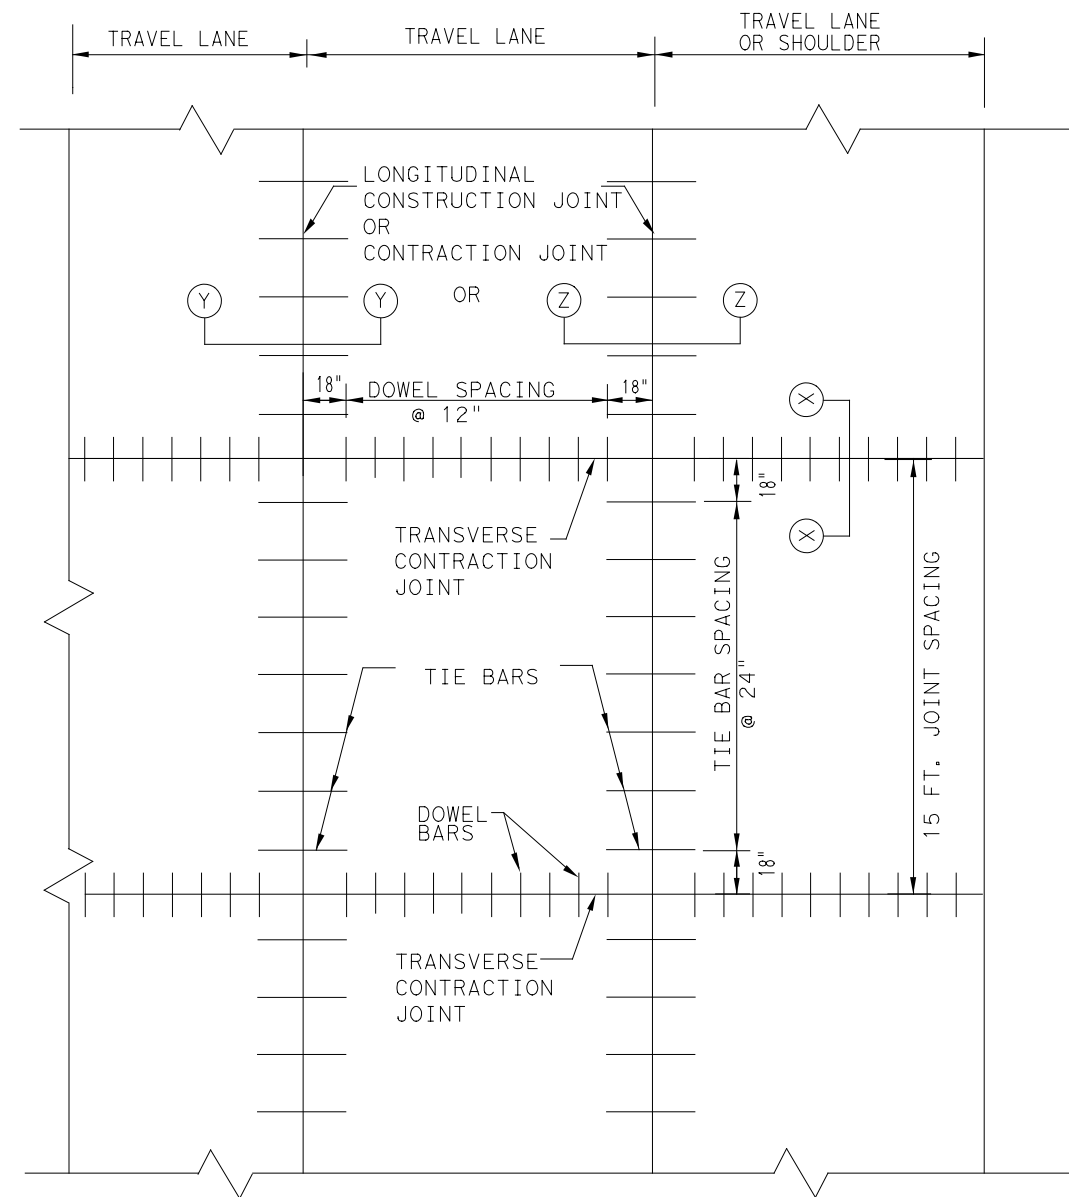 TRAVEL LANE
TRAVEL LANE
TRAVEL LANE
OR SHOULDER
LONGITUDINAL
CONSTRUCTION JOINT
OR
CONTRACTION JOINT
Y
Y
OR
Z
Z
18"
DOWEL SPACING
@ 12"
18"
X
X
18"
TRANSVERSE
CONTRACTION
JOINT
TIE BAR SPACING
@ 24"
15 FT. JOINT SPACING
TIE BARS
DOWEL
BARS
18"
TRANSVERSE
CONTRACTION
JOINT